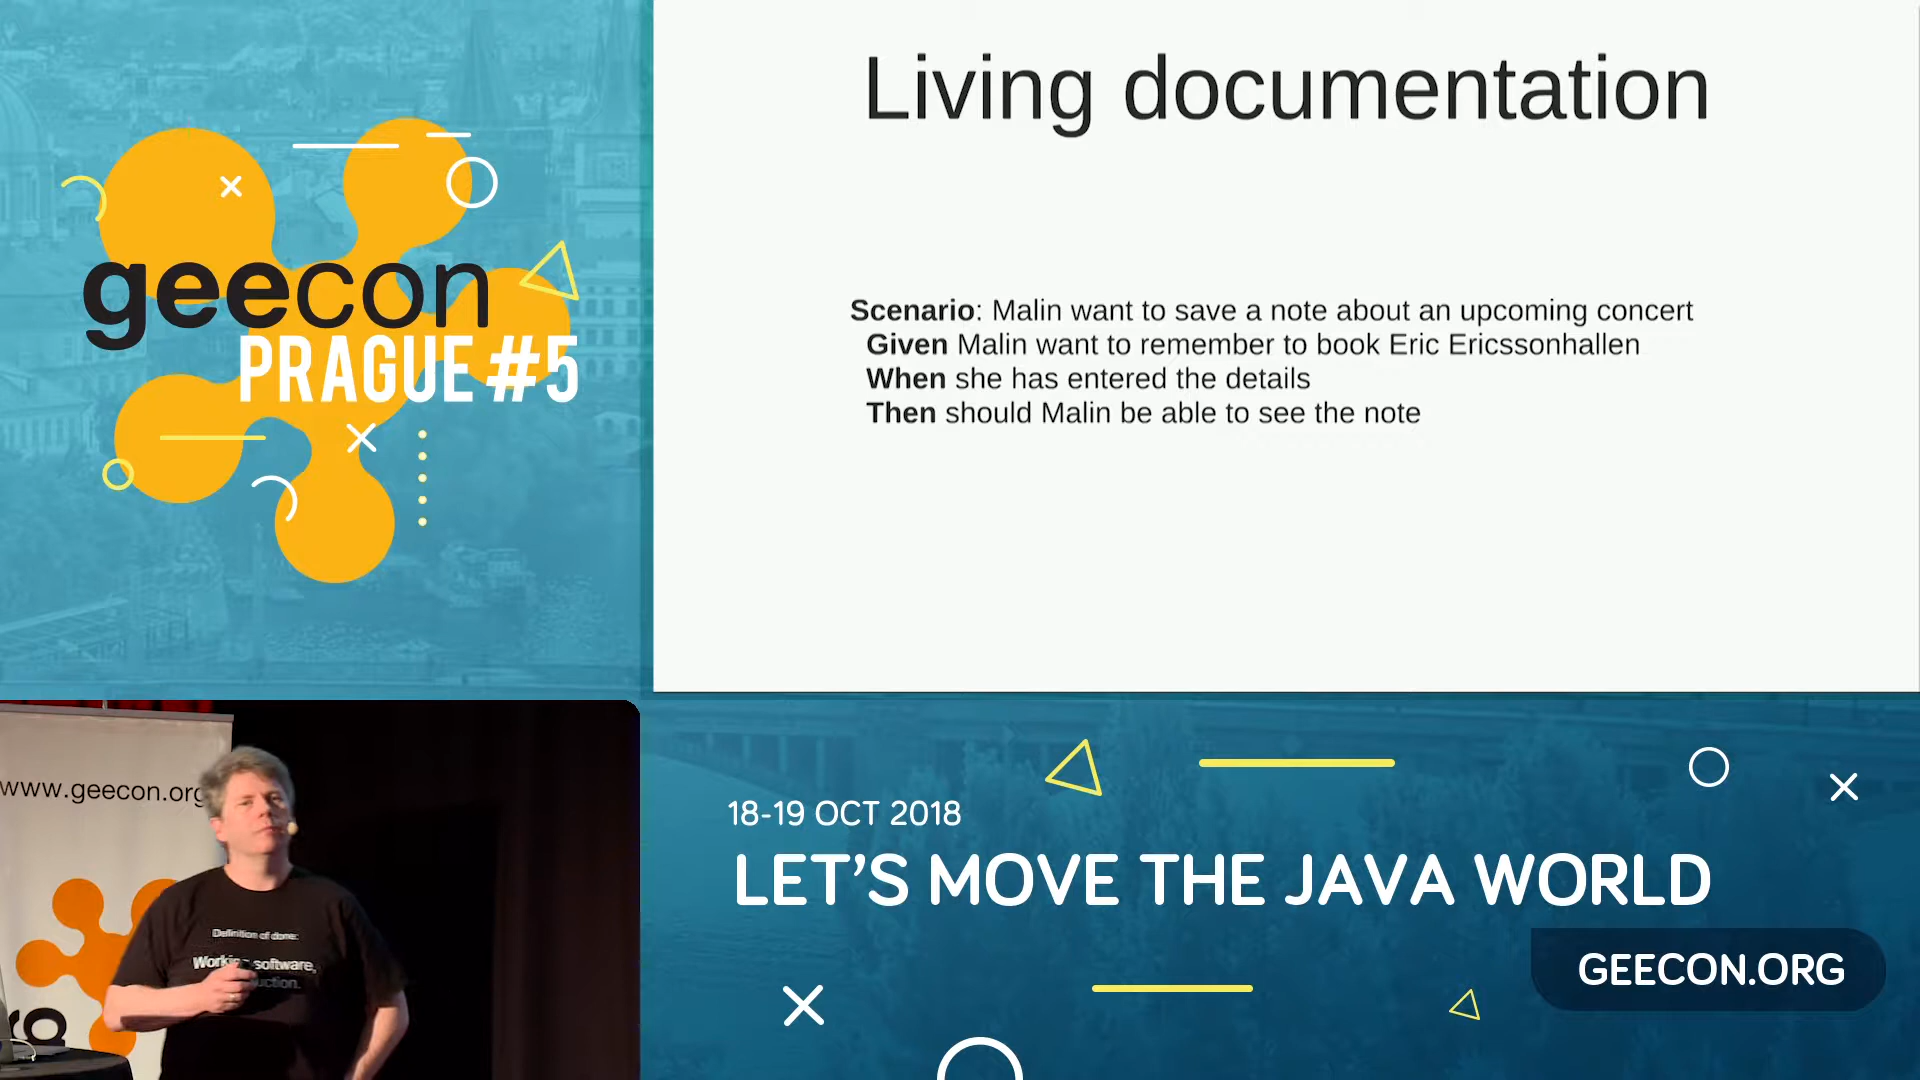 geecon
PRAGUE #5
Living documentation
Scenario: Malin want to save a note about an upcoming concert
Given Malin want to remember to book Eric Ericssonhallen
When she has entered the details
Then should Malin be able to see the note
www.geecon.org
Definition of done:
Working software,
18-19 OCT 2018
LET'S MOVE THE JAVA WORLD
GEECON.ORG